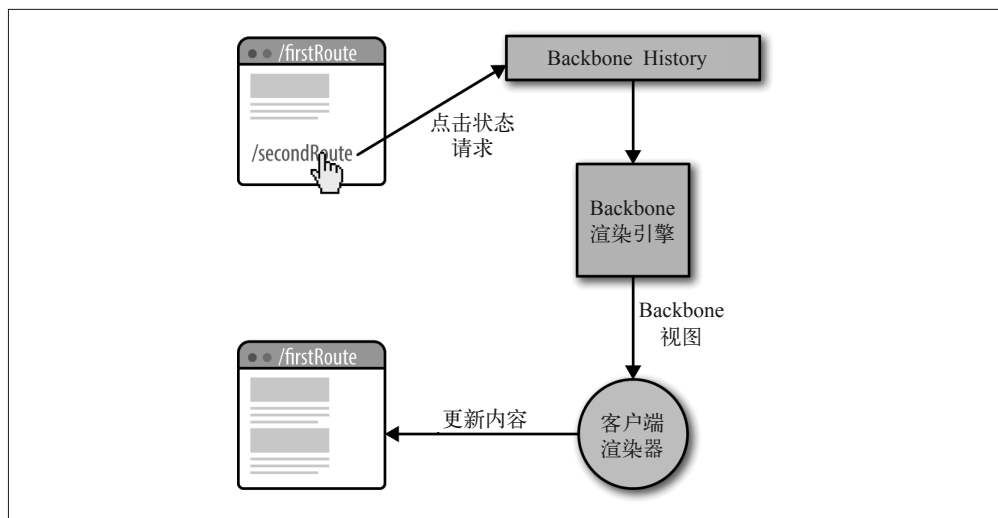 /firstRoute
/secondRoute
点击状态
请求
Backbone History
Backbone
渲染引擎
Backbone
视图
客户端
渲染器
更新内容
/firstRoute